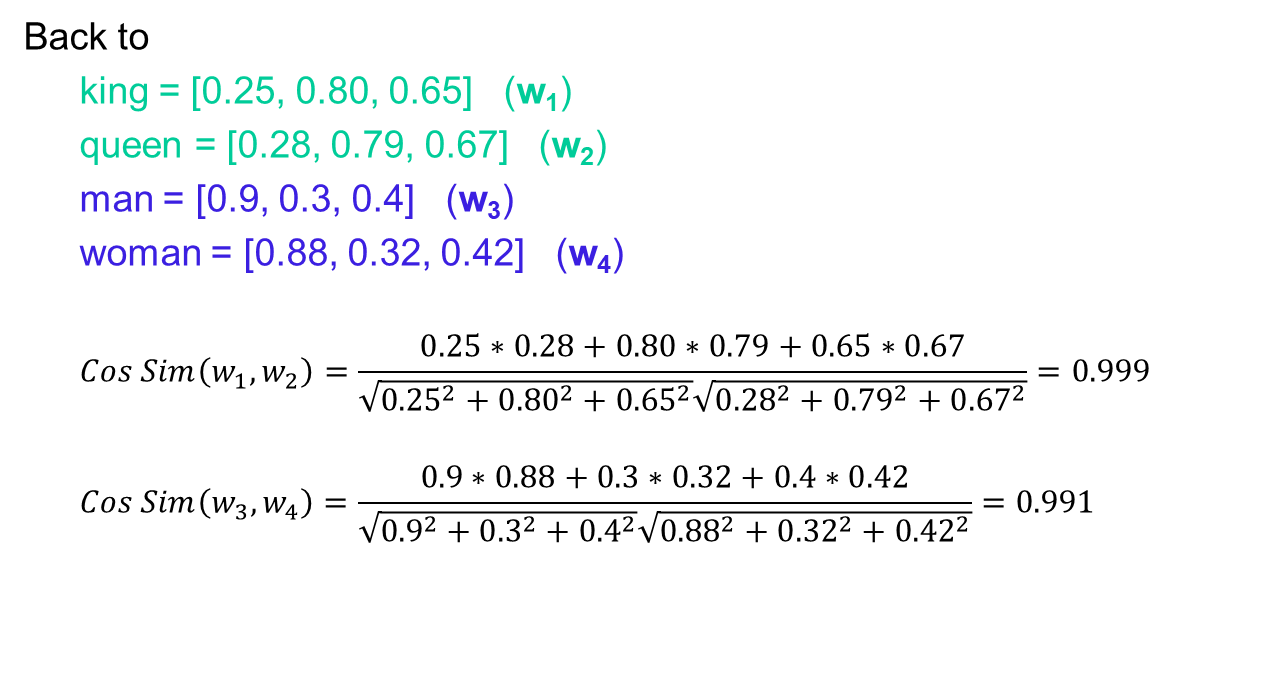 Back to
king = [0.25, 0.80, 0.65] (w₁)
queen = [0.28, 0.79, 0.67] (w₂)
man = [0.9, 0.3, 0.4] (w₃)
woman = [0.88, 0.32, 0.42] (w₄)
Cos Sim(w₁, w₂) = (0.25 ∗ 0.28 + 0.80 ∗ 0.79 + 0.65 ∗ 0.67) / (√(0.25² + 0.80² + 0.65²) √(0.28² + 0.79² + 0.67²)) = 0.999
Cos Sim(w₃, w₄) = (0.9 ∗ 0.88 + 0.3 ∗ 0.32 + 0.4 ∗ 0.42) / (√(0.9² + 0.3² + 0.4²) √(0.88² + 0.32² + 0.42²)) = 0.991